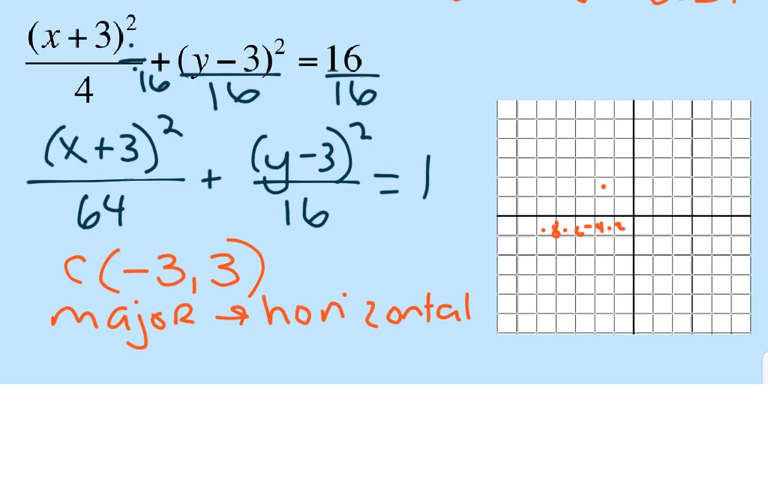 (x + 3)² ÷16 + (y − 3)² = 16
4 16 16
(x+3)² + (y−3)² = 1
64 16
C(−3, 3)
major → horizontal